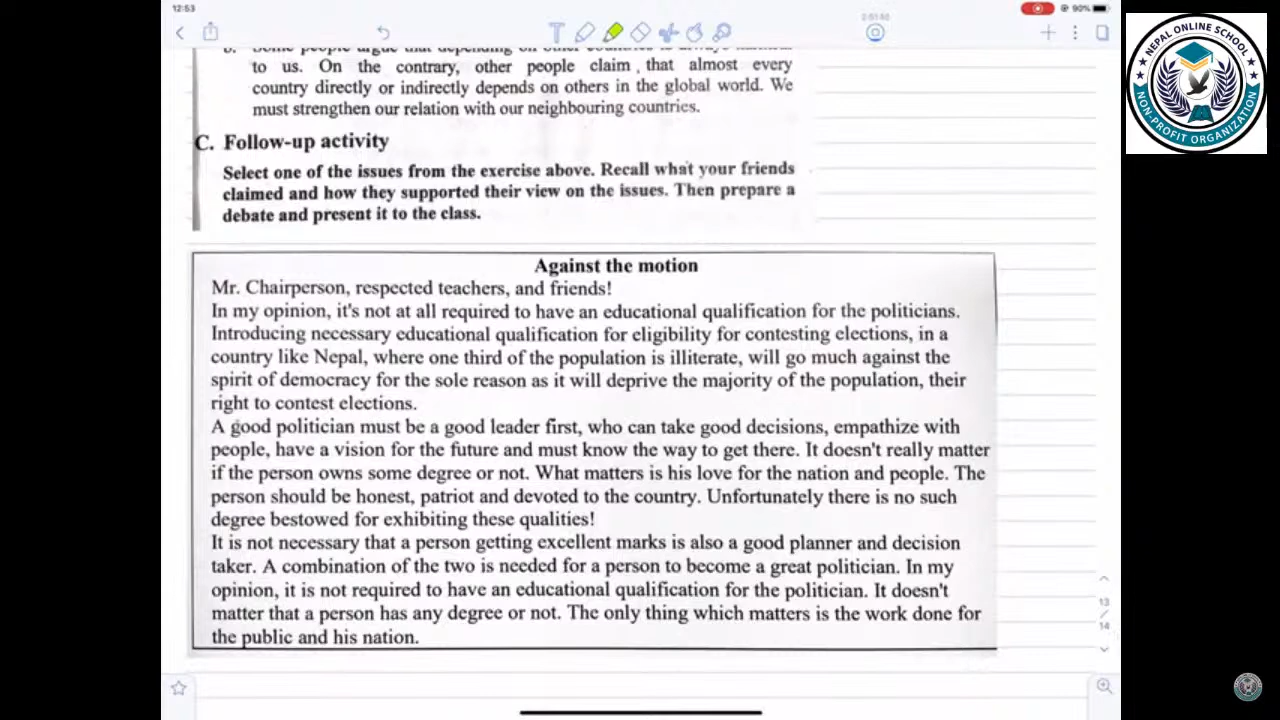 12:53
2:51:50
90%
to us. On the contrary, other people claim that almost every
country directly or indirectly depends on others in the global world. We
must strengthen our relation with our neighbouring countries.
C. Follow-up activity
Select one of the issues from the exercise above. Recall what your friends
claimed and how they supported their view on the issues. Then prepare a
debate and present it to the class.
Against the motion
Mr. Chairperson, respected teachers, and friends!
In my opinion, it's not at all required to have an educational qualification for the politicians.
Introducing necessary educational qualification for eligibility for contesting elections, in a
country like Nepal, where one third of the population is illiterate, will go much against the
spirit of democracy for the sole reason as it will deprive the majority of the population, their
right to contest elections.
A good politician must be a good leader first, who can take good decisions, empathize with
people, have a vision for the future and must know the way to get there. It doesn't really matter
if the person owns some degree or not. What matters is his love for the nation and people. The
person should be honest, patriot and devoted to the country. Unfortunately there is no such
degree bestowed for exhibiting these qualities!
It is not necessary that a person getting excellent marks is also a good planner and decision
taker. A combination of the two is needed for a person to become a great politician. In my
opinion, it is not required to have an educational qualification for the politician. It doesn't
matter that a person has any degree or not. The only thing which matters is the work done for
the public and his nation.
13
/
14
NEPAL ONLINE SCHOOL
NON-PROFIT ORGANIZATION